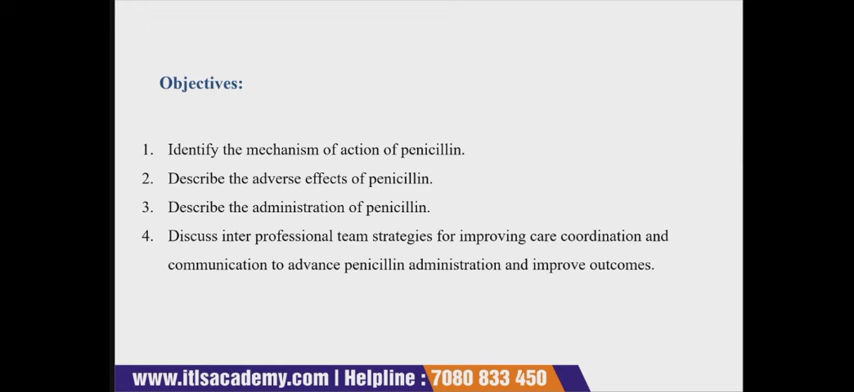 Objectives:
1. Identify the mechanism of action of penicillin.
2. Describe the adverse effects of penicillin.
3. Describe the administration of penicillin.
4. Discuss inter professional team strategies for improving care coordination and
communication to advance penicillin administration and improve outcomes.
www.itlsacademy.com | Helpline : 7080 833 450